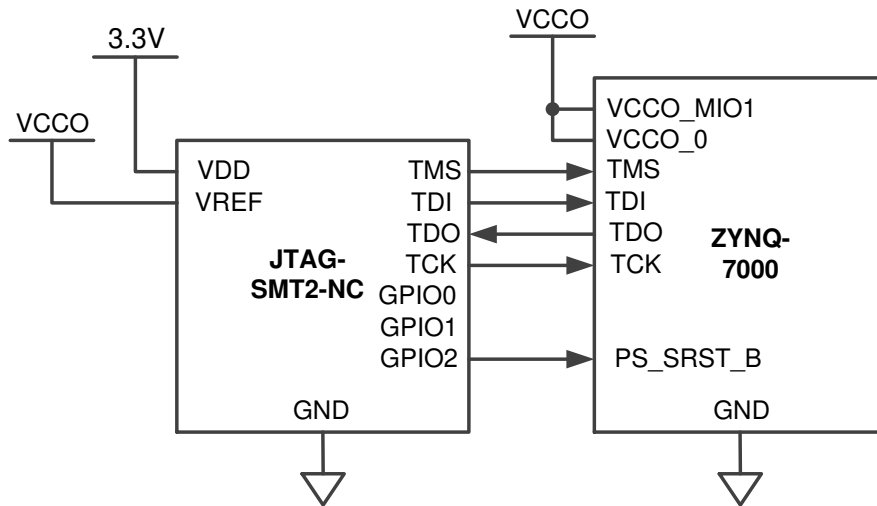 VCCO
3.3V
VCCO
VDD
VREF
TMS
TDI
TDO
TCK
GPIO0
GPIO1
GPIO2
JTAG-
SMT2-NC
GND
VCCO_MIO1
VCCO_0
TMS
TDI
TDO
TCK
ZYNQ-
7000
PS_SRST_B
GND